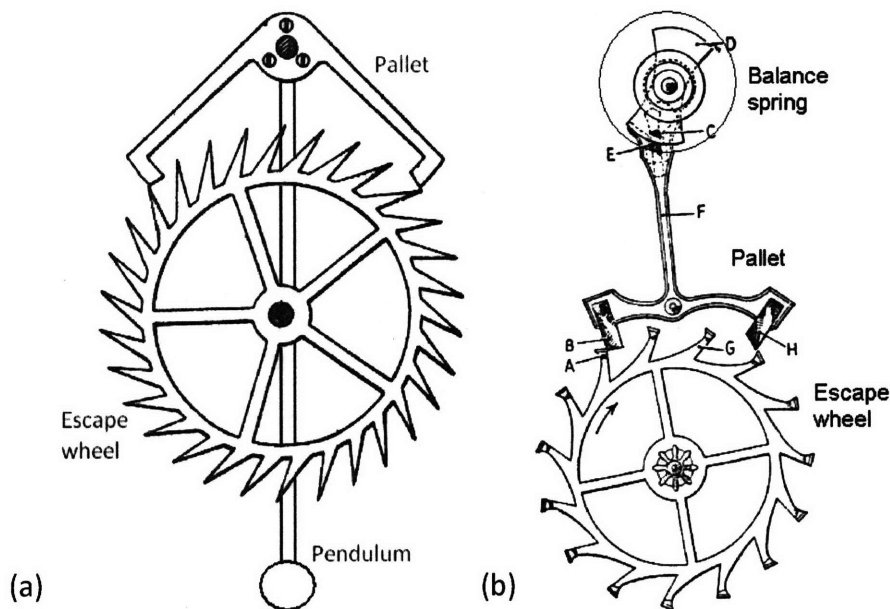 Pallet
Escape
wheel
Pendulum
(a)
D
Balance
spring
C
E
F
Pallet
B
G
H
A
Escape
wheel
(b)